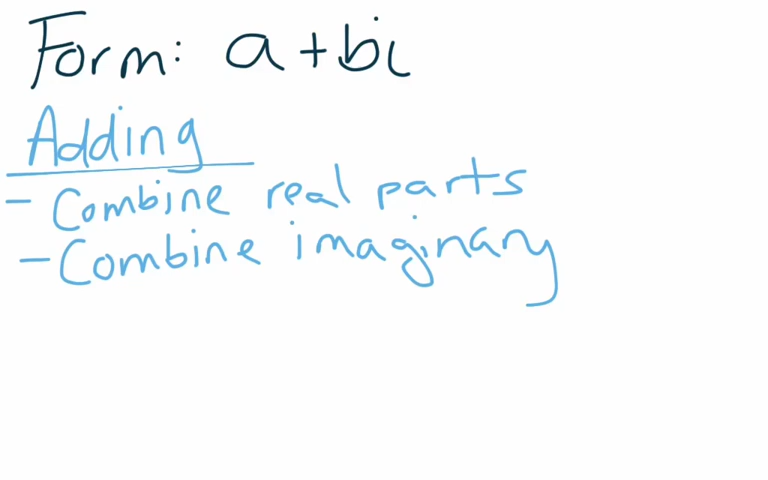 Form: a+bi
Adding
- Combine real parts
- Combine imaginary